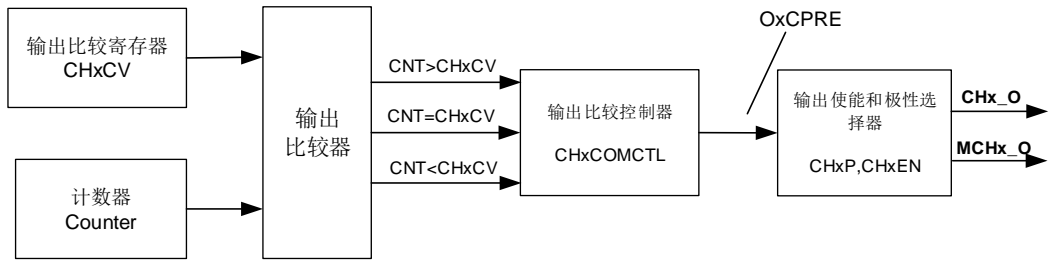 输出比较寄存器
CHxCV
计数器
Counter
输出
比较器
CNT>CHxCV
CNT=CHxCV
CNT<CHxCV
输出比较控制器
CHxCOMCTL
OxCPRE
输出使能和极性选
择器
CHxP,CHxEN
CHx_O
MCHx_O